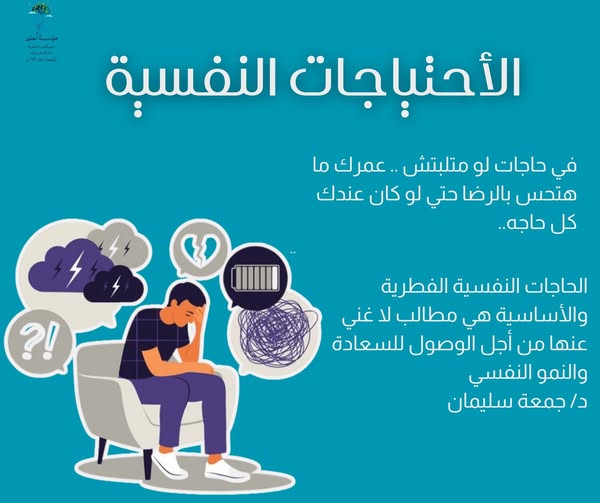 مؤسسة أحمد
الأحتياجات النفسية
في حاجات لو متلبتش .. عمرك ما
هتحس بالرضا حتي لو كان عندك
كل حاجه..
..
الحاجات النفسية الفطرية
والأساسية هي مطالب لا غني
عنها من أجل الوصول للسعادة
والنمو النفسي
د/ جمعة سليمان
?!